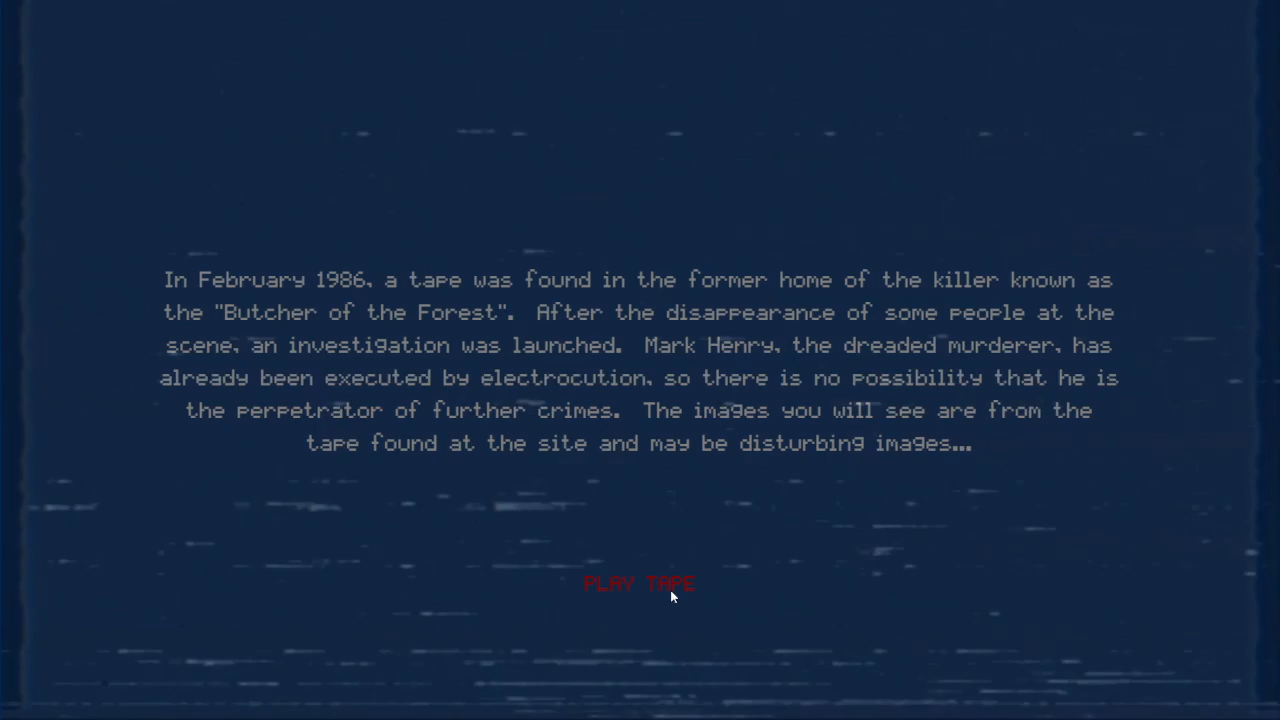 In February 1986, a tape was found in the former home of the killer known as
the "Butcher of the Forest".  After the disappearance of some people at the
scene, an investigation was launched.  Mark Henry, the dreaded murderer, has
already been executed by electrocution, so there is no possibility that he is
the perpetrator of further crimes.  The images you will see are from the
tape found at the site and may be disturbing images...
PLAY TAPE